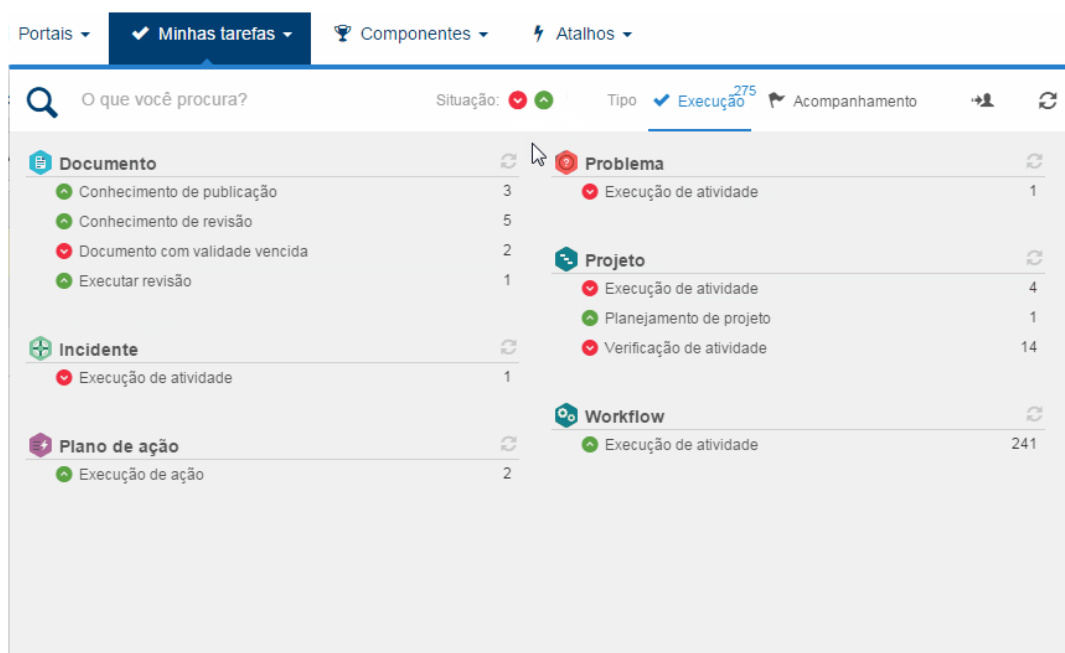 Portais Minhas tarefas Componentes Atalhos
O que você procura? Situação: Tipo Execução 275 Acompanhamento
Documento
Conhecimento de publicação 3
Conhecimento de revisão 5
Documento com validade vencida 2
Executar revisão 1
Incidente
Execução de atividade 1
Plano de ação
Execução de ação 2
Problema
Execução de atividade 1
Projeto
Execução de atividade 4
Planejamento de projeto 1
Verificação de atividade 14
Workflow
Execução de atividade 241